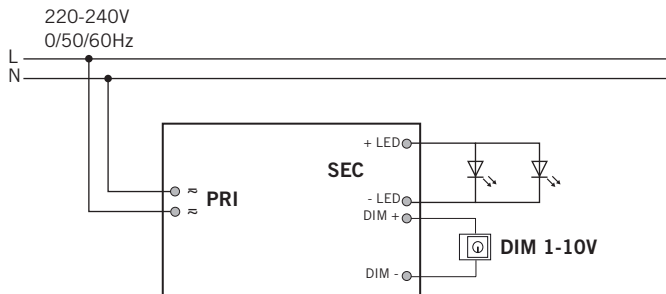 220-240V
0/50/60Hz
L
N
+ LED
SEC
PRI
- LED
DIM +
DIM 1-10V
DIM -